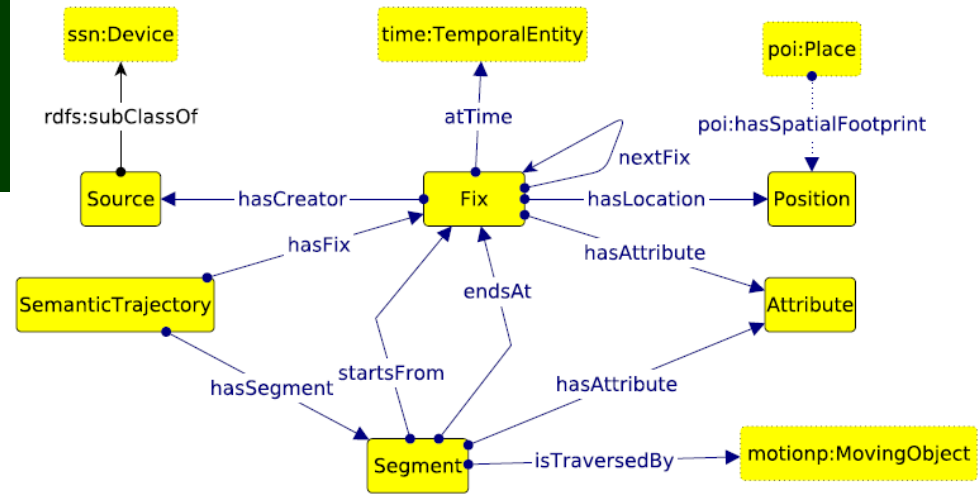 ssn:Device
time:TemporalEntity
poi:Place
rdfs:subClassOf
atTime
poi:hasSpatialFootprint
nextFix
Source
hasCreator
Fix
hasLocation
Position
hasFix
hasAttribute
SemanticTrajectory
endsAt
Attribute
hasSegment
startsFrom
hasAttribute
Segment
isTraversedBy
motionp:MovingObject